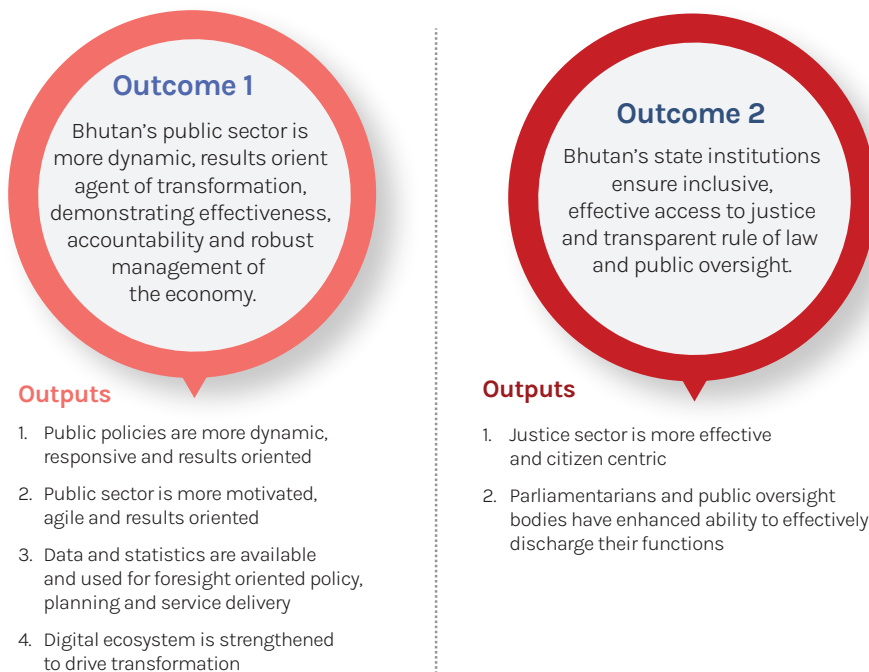 Outcome 1
Bhutan's public sector is
more dynamic, results orient
agent of transformation,
demonstrating effectiveness,
accountability and robust
management of
the economy.
Outputs
1. Public policies are more dynamic,
responsive and results oriented
2. Public sector is more motivated,
agile and results oriented
3. Data and statistics are available
and used for foresight oriented policy,
planning and service delivery
4. Digital ecosystem is strengthened
to drive transformation
Outcome 2
Bhutan's state institutions
ensure inclusive,
effective access to justice
and transparent rule of law
and public oversight.
Outputs
1. Justice sector is more effective
and citizen centric
2. Parliamentarians and public oversight
bodies have enhanced ability to effectively
discharge their functions